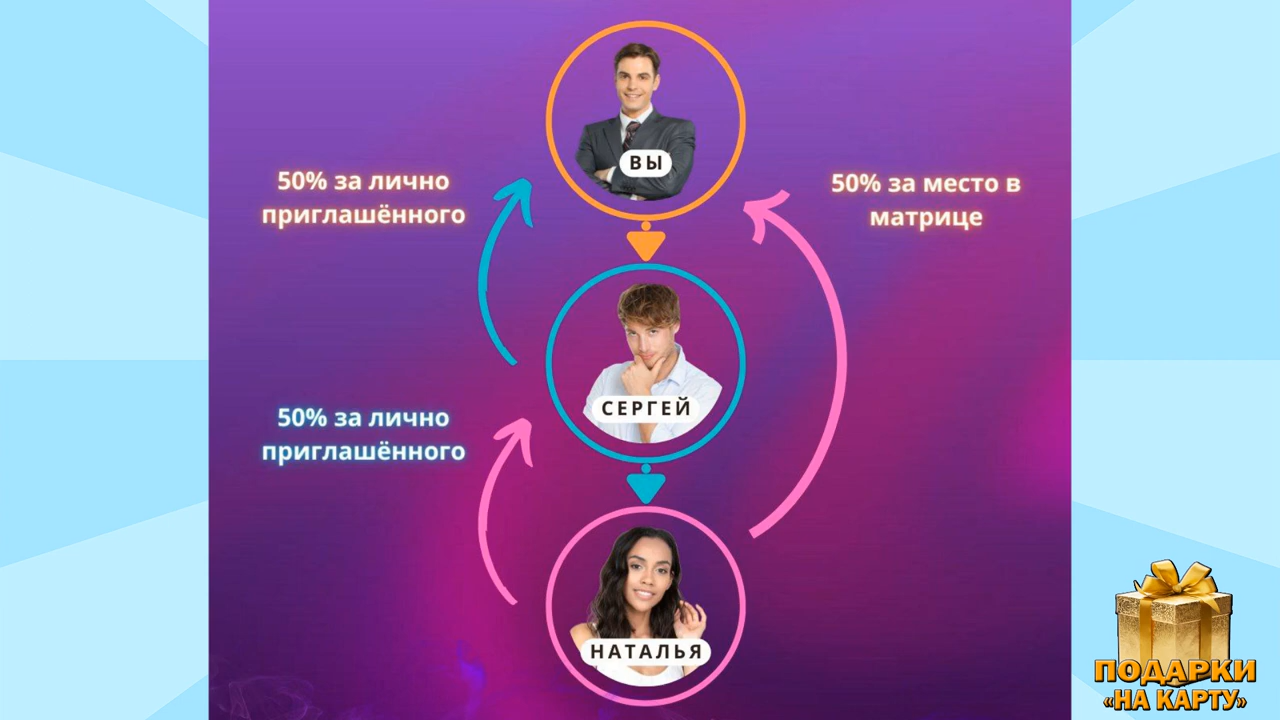 ВЫ
50% за лично
приглашённого
50% за место в
матрице
СЕРГЕЙ
50% за лично
приглашённого
НАТАЛЬЯ
ПОДАРКИ
«НА КАРТУ»